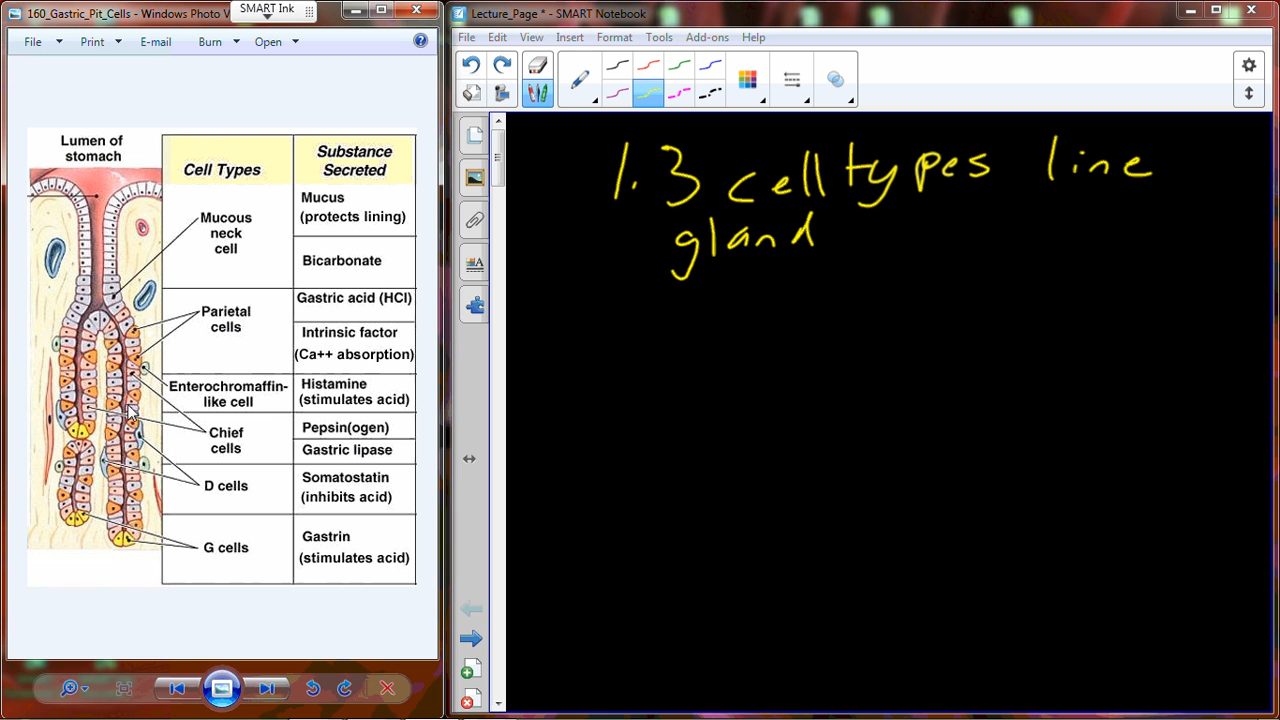 160_Gastric_Pit_Cells - Windows Photo V
SMART Ink
File Print E-mail Burn Open
Lumen of
stomach
Cell Types
Substance
Secreted
Mucous
neck
cell
Mucus
(protects lining)
Bicarbonate
Parietal
cells
Gastric acid (HCl)
Intrinsic factor
(Ca++ absorption)
Enterochromaffin-
like cell
Histamine
(stimulates acid)
Chief
cells
Pepsin(ogen)
Gastric lipase
D cells
Somatostatin
(inhibits acid)
G cells
Gastrin
(stimulates acid)
Lecture_Page * - SMART Notebook
File Edit View Insert Format Tools Add-ons Help
1. 3 cell types line
gland